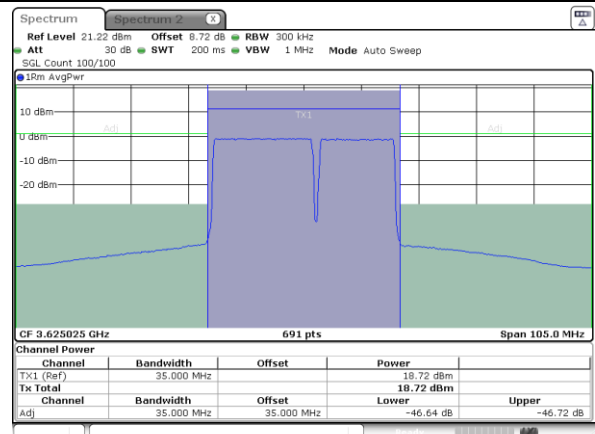 Spectrum Spectrum 2 X
Ref Level 21.22 dBm Offset 8.72 dB RBW 300 kHz
Att 30 dB SWT 200 ms VBW 1 MHz Mode Auto Sweep
SGL Count 100/100
1Rm AvgPwr
10 dBm
TX1
Adj Adj
0 dBm
-10 dBm
-20 dBm
CF 3.625025 GHz 691 pts Span 105.0 MHz
Channel Power
Channel Bandwidth Offset Power
TX1 (Ref) 35.000 MHz 18.72 dBm
Tx Total 18.72 dBm
Channel Bandwidth Offset Lower Upper
Adj 35.000 MHz 35.000 MHz -46.64 dB -46.72 dB